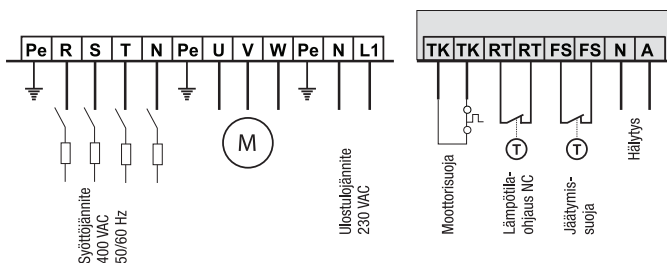 Pe R S T N Pe U V W Pe N L1
TK TK RT RT FS FS N A
M
T T
Syöttöjännite
400 VAC
50/60 Hz
Ulostulojännite
230 VAC
Moottorisuoja
Lämpötila-
ohjaus NC
Jäätymis-
suoja
Hälytys